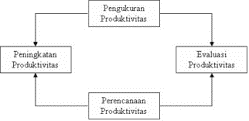 Pengukuran
Produktivitas
Peningkatan
Produktivitas
Evaluasi
Produktivitas
Perencanaan
Produktivitas